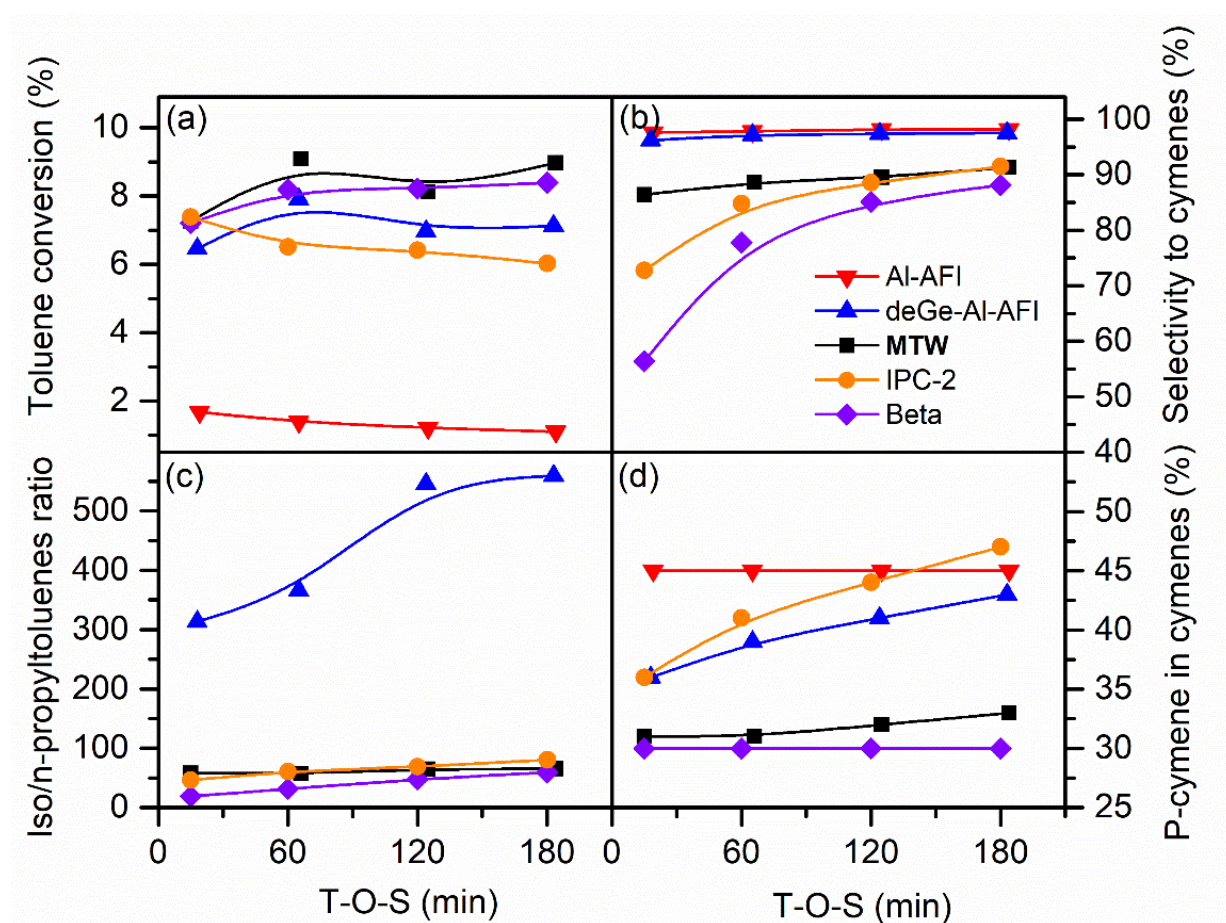 (a)
Toluene conversion (%)
10
8
6
4
2
(b)
Selectivity to cymenes (%)
100
90
80
70
60
50
40
Al-AFI
deGe-Al-AFI
MTW
IPC-2
Beta
(c)
Iso/n-propyltoluenes ratio
500
400
300
200
100
0
0 60 120 180
T-O-S (min)
(d)
P-cymene in cymenes (%)
50
45
40
35
30
25
0 60 120 180
T-O-S (min)